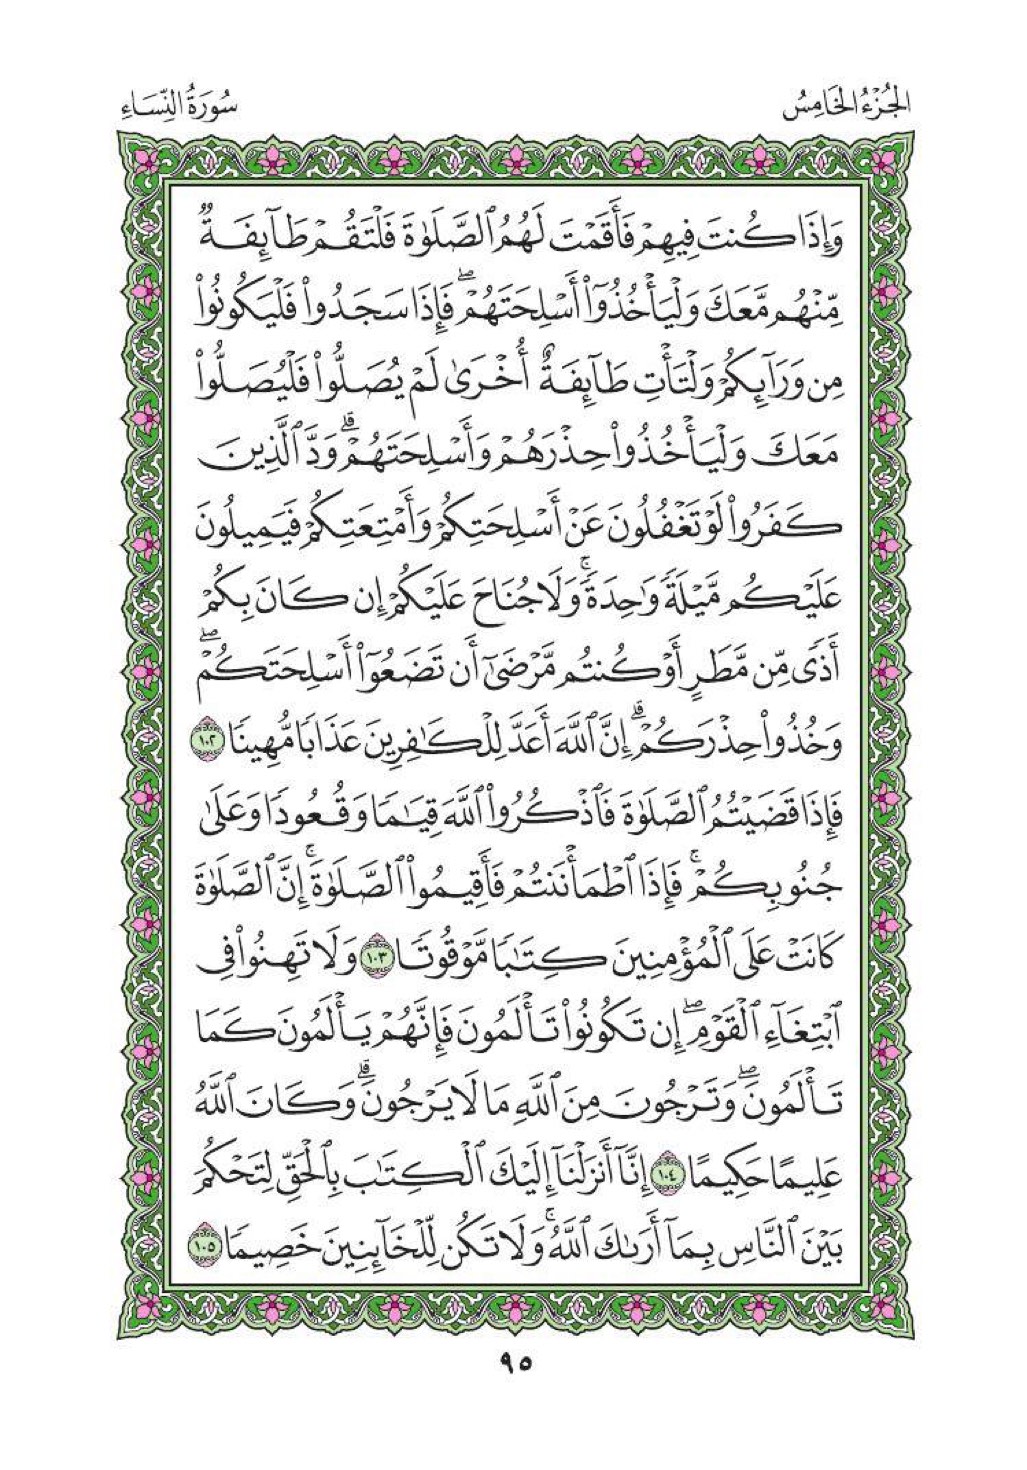 الجُزْءُ الخَامِسُ
سُورَةُ النِّسَاءِ
وَإِذَا كُنتَ فِيهِمْ فَأَقَمْتَ لَهُمُ ٱلصَّلَوٰةَ فَلْتَقُمْ طَآئِفَةٌ
مِّنْهُم مَّعَكَ وَلْيَأْخُذُوٓا۟ أَسْلِحَتَهُمْۖ فَإِذَا سَجَدُوا۟ فَلْيَكُونُوا۟
مِن وَرَآئِكُمْ وَلْتَأْتِ طَآئِفَةٌ أُخْرَىٰ لَمْ يُصَلُّوا۟ فَلْيُصَلُّوا۟
مَعَكَ وَلْيَأْخُذُوا۟ حِذْرَهُمْ وَأَسْلِحَتَهُمْۗ وَدَّ ٱلَّذِينَ
كَفَرُوا۟ لَوْ تَغْفُلُونَ عَنْ أَسْلِحَتِكُمْ وَأَمْتِعَتِكُمْ فَيَمِيلُونَ
عَلَيْكُم مَّيْلَةً وَٰحِدَةًۚ وَلَا جُنَاحَ عَلَيْكُمْ إِن كَانَ بِكُمْ
أَذًى مِّن مَّطَرٍ أَوْ كُنتُم مَّرْضَىٰٓ أَن تَضَعُوٓا۟ أَسْلِحَتَكُمْۖ
وَخُذُوا۟ حِذْرَكُمْۗ إِنَّ ٱللَّهَ أَعَدَّ لِلْكَٰفِرِينَ عَذَابًا مُّهِينًا ١٠٢
فَإِذَا قَضَيْتُمُ ٱلصَّلَوٰةَ فَٱذْكُرُوا۟ ٱللَّهَ قِيَٰمًا وَقُعُودًا وَعَلَىٰ
جُنُوبِكُمْۚ فَإِذَا ٱطْمَأْنَنتُمْ فَأَقِيمُوا۟ ٱلصَّلَوٰةَۚ إِنَّ ٱلصَّلَوٰةَ
كَانَتْ عَلَى ٱلْمُؤْمِنِينَ كِتَٰبًا مَّوْقُوتًا ١٠٣ وَلَا تَهِنُوا۟ فِى
ٱبْتِغَآءِ ٱلْقَوْمِۖ إِن تَكُونُوا۟ تَأْلَمُونَ فَإِنَّهُمْ يَأْلَمُونَ كَمَا
تَأْلَمُونَۖ وَتَرْجُونَ مِنَ ٱللَّهِ مَا لَا يَرْجُونَۗ وَكَانَ ٱللَّهُ
عَلِيمًا حَكِيمًا ١٠٤ إِنَّآ أَنزَلْنَآ إِلَيْكَ ٱلْكِتَٰبَ بِٱلْحَقِّ لِتَحْكُمَ
بَيْنَ ٱلنَّاسِ بِمَآ أَرَىٰكَ ٱللَّهُۚ وَلَا تَكُن لِّلْخَآئِنِينَ خَصِيمًا ١٠٥
٩٥